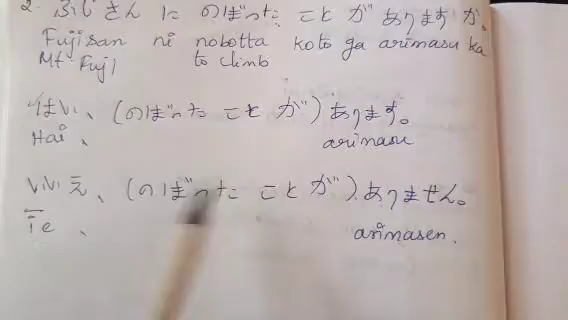 2. ふじさん に のぼった こと が あります か。
Fujisan ni nobotta koto ga arimasu ka
Mt. Fuji to climb
はい、(のぼった こと が) あります。
Hai, arimasu
いいえ、(のぼった こと が) ありません。
Īe, arimasen.